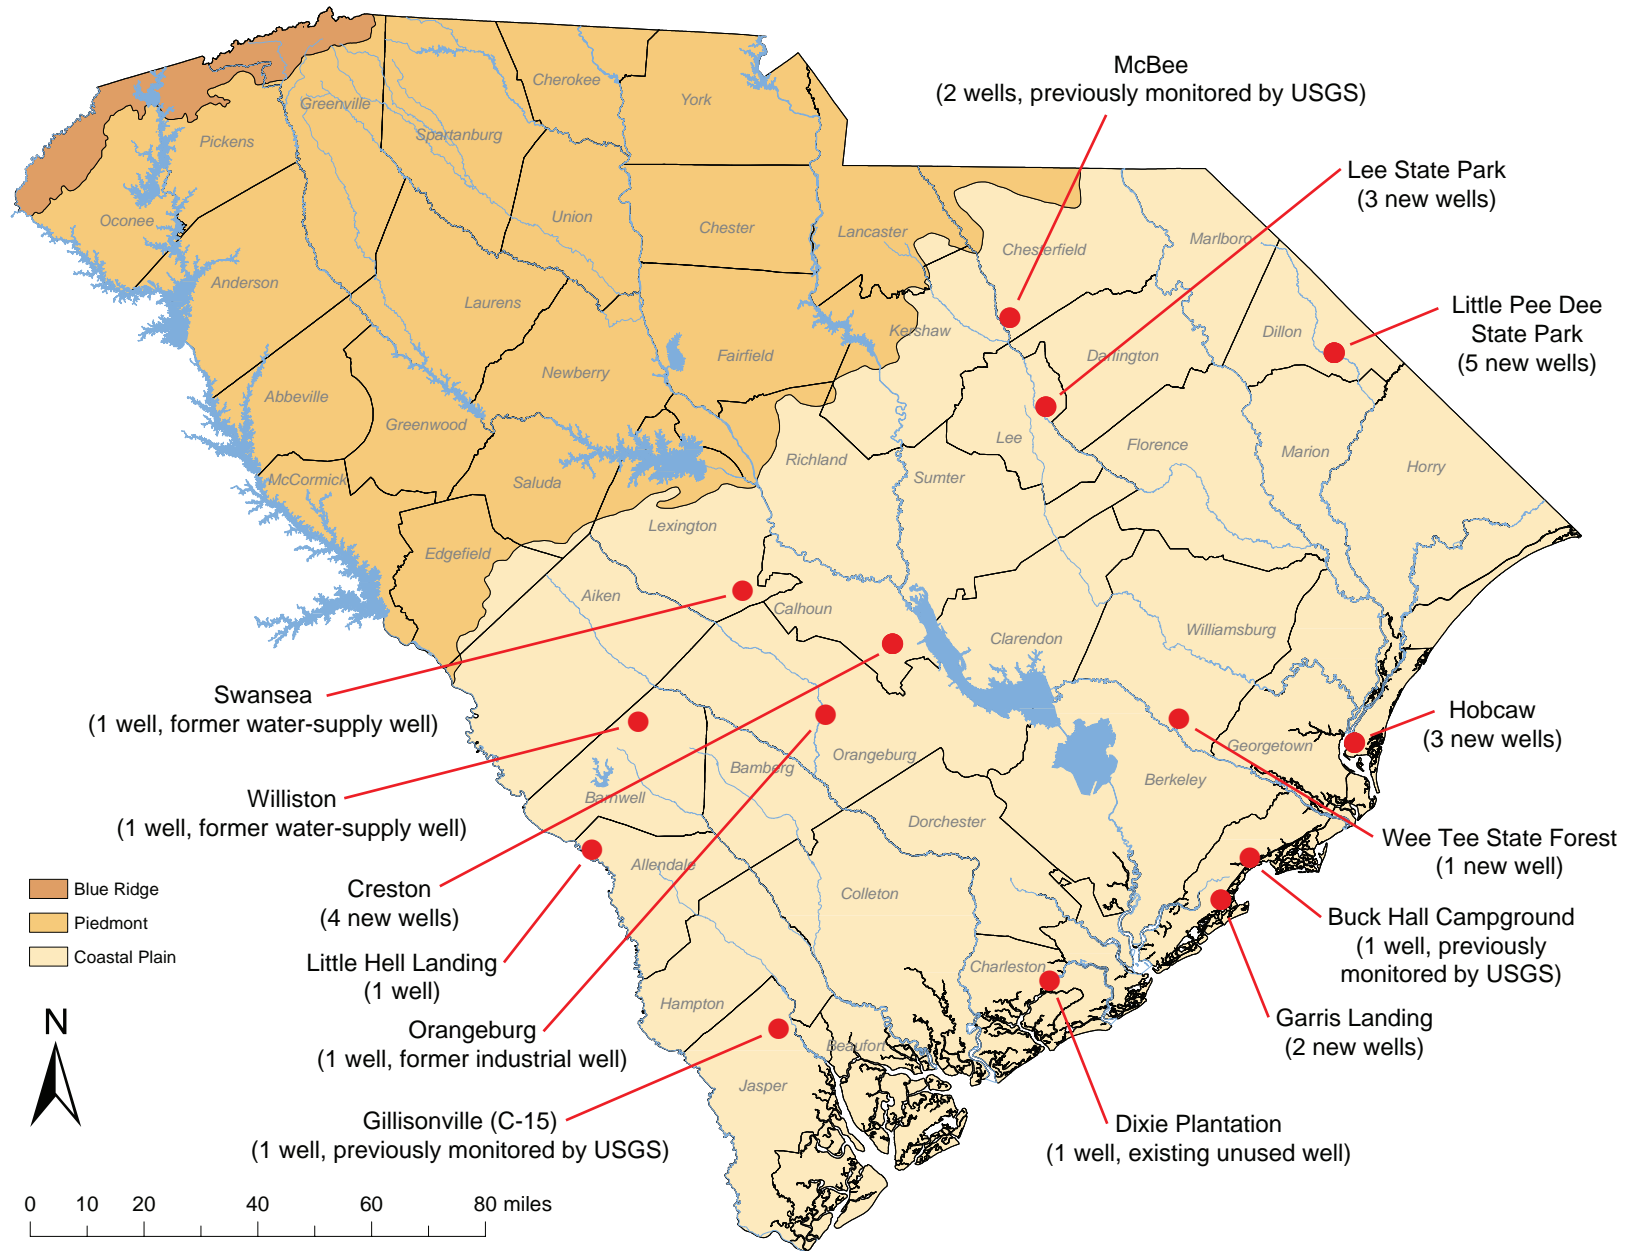 McBee
(2 wells, previously monitored by USGS)
Lee State Park
(3 new wells)
Little Pee Dee
State Park
(5 new wells)
Cherokee
York
Greenville
Spartanburg
Pickens
Oconee
Union
Chester
Lancaster
Chesterfield
Marlboro
Anderson
Laurens
Kershaw
Darlington
Dillon
Fairfield
Newberry
Abbeville
Greenwood
Lee
Florence
Marion
Horry
Richland
Sumter
McCormick
Saluda
Lexington
Edgefield
Aiken
Calhoun
Clarendon
Williamsburg
Swansea
(1 well, former water-supply well)
Hobcaw
(3 new wells)
Georgetown
Orangeburg
Bamberg
Berkeley
Williston
(1 well, former water-supply well)
Barnwell
Dorchester
Wee Tee State Forest
(1 new well)
Allendale
Colleton
Creston
(4 new wells)
Blue Ridge
Piedmont
Coastal Plain
Buck Hall Campground
(1 well, previously
monitored by USGS)
Little Hell Landing
(1 well)
Charleston
Hampton
Garris Landing
(2 new wells)
Orangeburg
(1 well, former industrial well)
Beaufort
Jasper
N
Gillisonville (C-15)
(1 well, previously monitored by USGS)
Dixie Plantation
(1 well, existing unused well)
0 10 20 40 60 80 miles